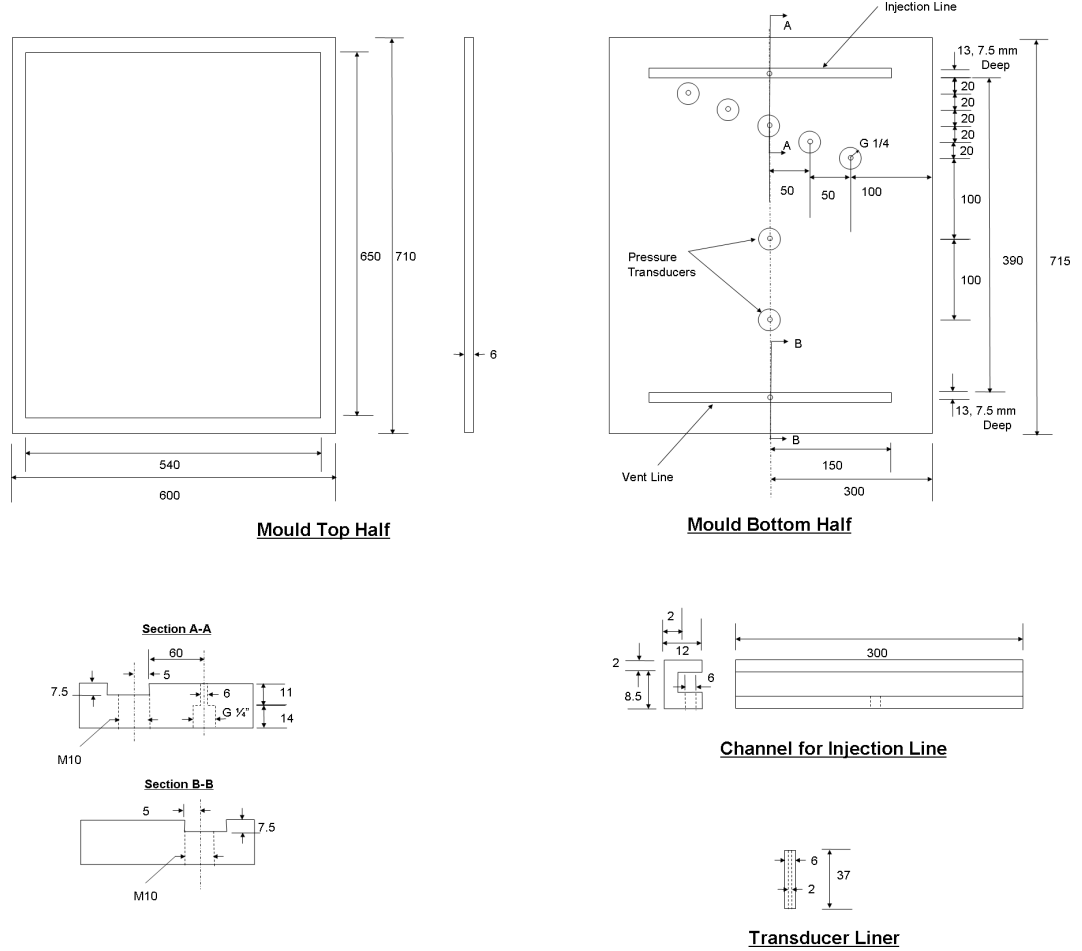 Injection Line
A
13, 7.5 mm
Deep
20
20
20
20
20
A
G 1/4
50
50
100
100
650
710
Pressure
Transducers
390
715
100
6
B
13, 7.5 mm
Deep
B
540
150
Vent Line
600
300
Mould Top Half
Mould Bottom Half
Section A-A
60
5
7.5
6
11
G ¼"
14
M10
2
12
300
2
6
8.5
Channel for Injection Line
Section B-B
5
7.5
M10
6
37
2
Transducer Liner